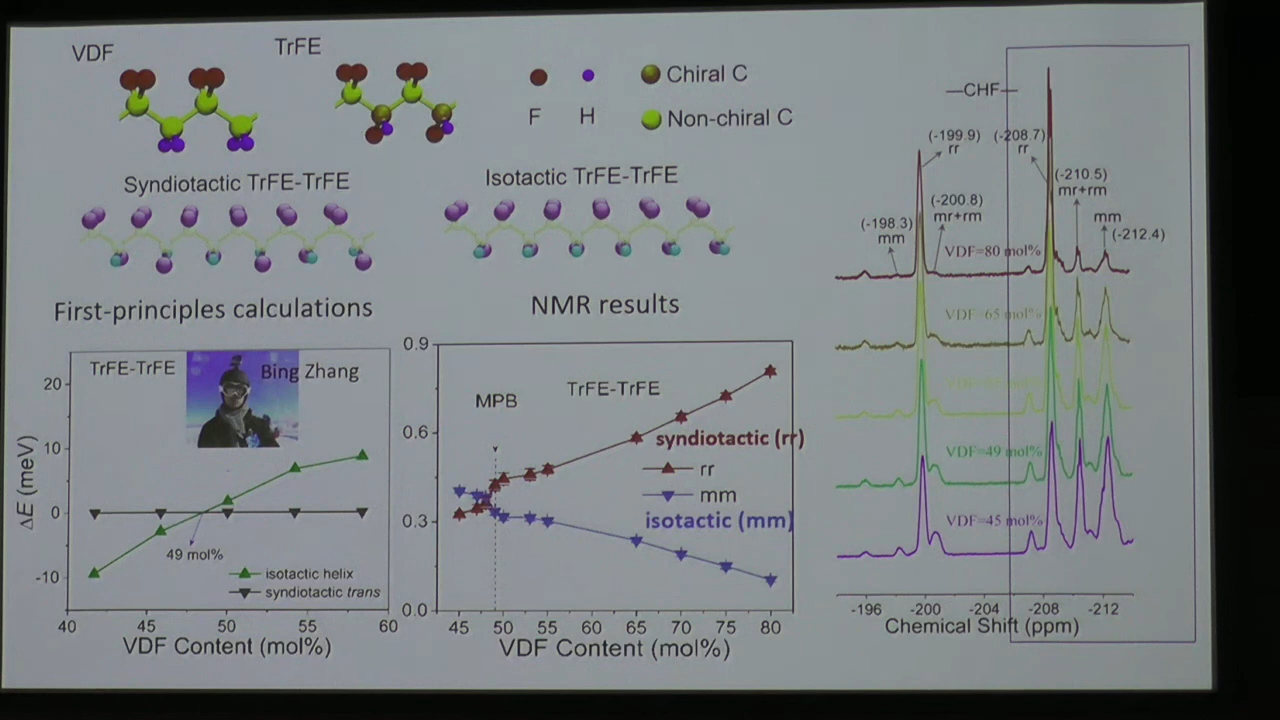 VDF
TrFE
F
H
Chiral C
Non-chiral C
Syndiotactic TrFE-TrFE
Isotactic TrFE-TrFE
First-principles calculations
NMR results
TrFE-TrFE
Bing Zhang
20
10
0
-10
ΔE (meV)
49 mol%
isotactic helix
syndiotactic trans
40
45
50
55
60
VDF Content (mol%)
0.9
0.6
0.3
0.0
MPB
TrFE-TrFE
syndiotactic (rr)
rr
mm
isotactic (mm)
45
50
55
60
65
70
75
80
VDF Content (mol%)
—CHF—
(-199.9)
rr
(-208.7)
rr
(-210.5)
mr+rm
(-200.8)
mr+rm
(-198.3)
mm
mm
(-212.4)
VDF=80 mol%
VDF=65 mol%
VDF=49 mol%
VDF=45 mol%
-196
-200
-204
-208
-212
Chemical Shift (ppm)